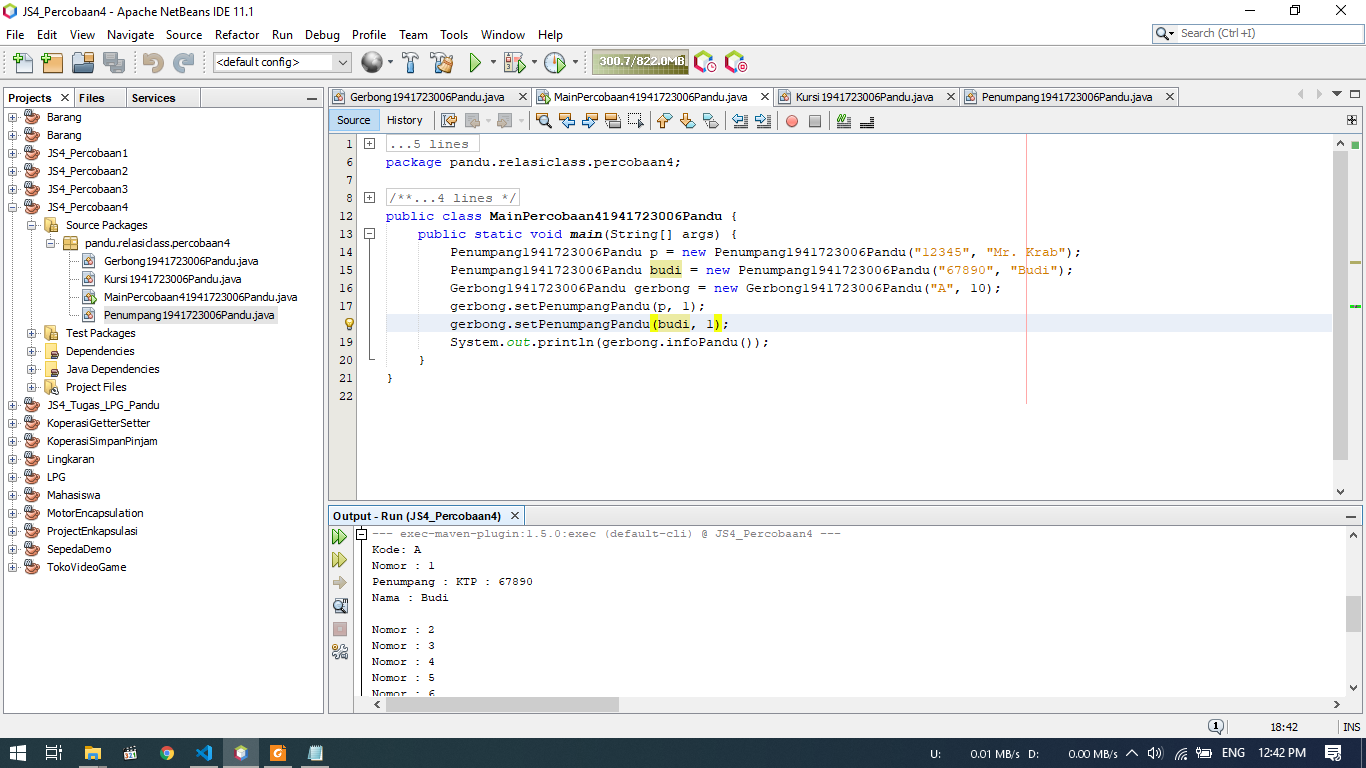 JS4_Percobaan4 - Apache NetBeans IDE 11.1
File Edit View Navigate Source Refactor Run Debug Profile Team Tools Window Help
Search (Ctrl+I)
<default config>
300.7/822.0MB
Projects Files Services
Barang
Barang
JS4_Percobaan1
JS4_Percobaan2
JS4_Percobaan3
JS4_Percobaan4
Source Packages
pandu.relasiclass.percobaan4
Gerbong1941723006Pandu.java
Kursi1941723006Pandu.java
MainPercobaan41941723006Pandu.java
Penumpang1941723006Pandu.java
Test Packages
Dependencies
Java Dependencies
Project Files
JS4_Tugas_LPG_Pandu
KoperasiGetterSetter
KoperasiSimpanPinjam
Lingkaran
LPG
Mahasiswa
MotorEncapsulation
ProjectEnkapsulasi
SepedaDemo
TokoVideoGame
Gerbong1941723006Pandu.java MainPercobaan41941723006Pandu.java Kursi1941723006Pandu.java Penumpang1941723006Pandu.java
Source History
1 ...5 lines
6 package pandu.relasiclass.percobaan4;
7
8 /**...4 lines */
12 public class MainPercobaan41941723006Pandu {
13 public static void main(String[] args) {
14 Penumpang1941723006Pandu p = new Penumpang1941723006Pandu("12345", "Mr. Krab");
15 Penumpang1941723006Pandu budi = new Penumpang1941723006Pandu("67890", "Budi");
16 Gerbong1941723006Pandu gerbong = new Gerbong1941723006Pandu("A", 10);
17 gerbong.setPenumpangPandu(p, 1);
gerbong.setPenumpangPandu(budi, 1);
19 System.out.println(gerbong.infoPandu());
20 }
21 }
22
Output - Run (JS4_Percobaan4)
--- exec-maven-plugin:1.5.0:exec (default-cli) @ JS4_Percobaan4 ---
Kode: A
Nomor : 1
Penumpang : KTP : 67890
Nama : Budi
Nomor : 2
Nomor : 3
Nomor : 4
Nomor : 5
Nomor : 6
1 18:42 INS
U: 0.01 MB/s D: 0.00 MB/s ENG 12:42 PM